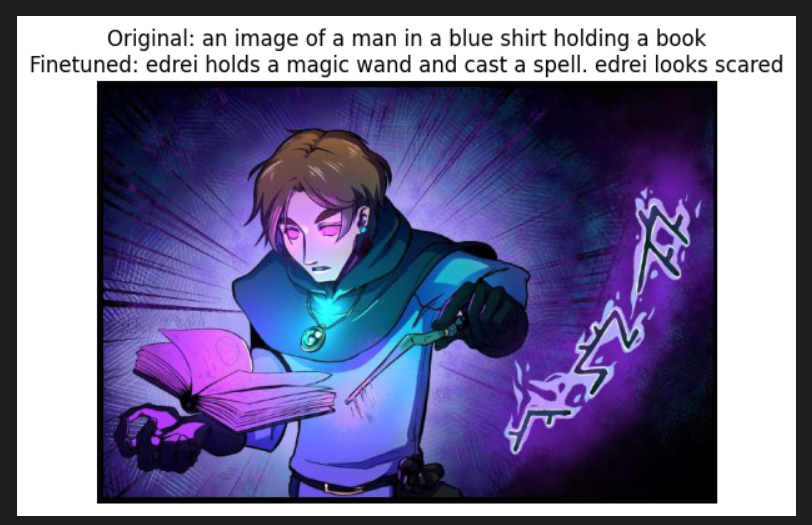 Original: an image of a man in a blue shirt holding a book
Finetuned: edrei holds a magic wand and cast a spell. edrei looks scared